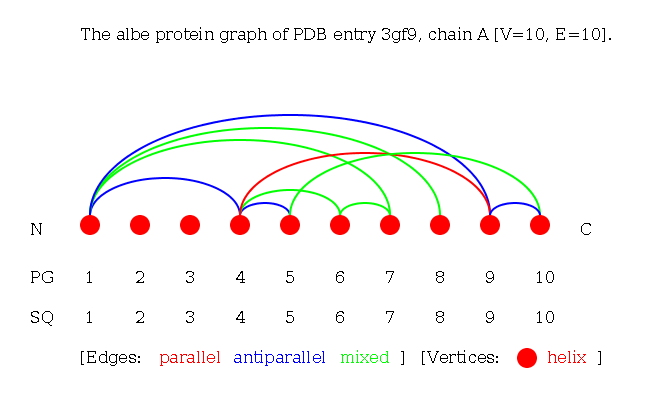 The albe protein graph of PDB entry 3gf9, chain A [V=10, E=10].
N C
PG 1 2 3 4 5 6 7 8 9 10
SQ 1 2 3 4 5 6 7 8 9 10
[Edges: parallel antiparallel mixed ] [Vertices: helix ]